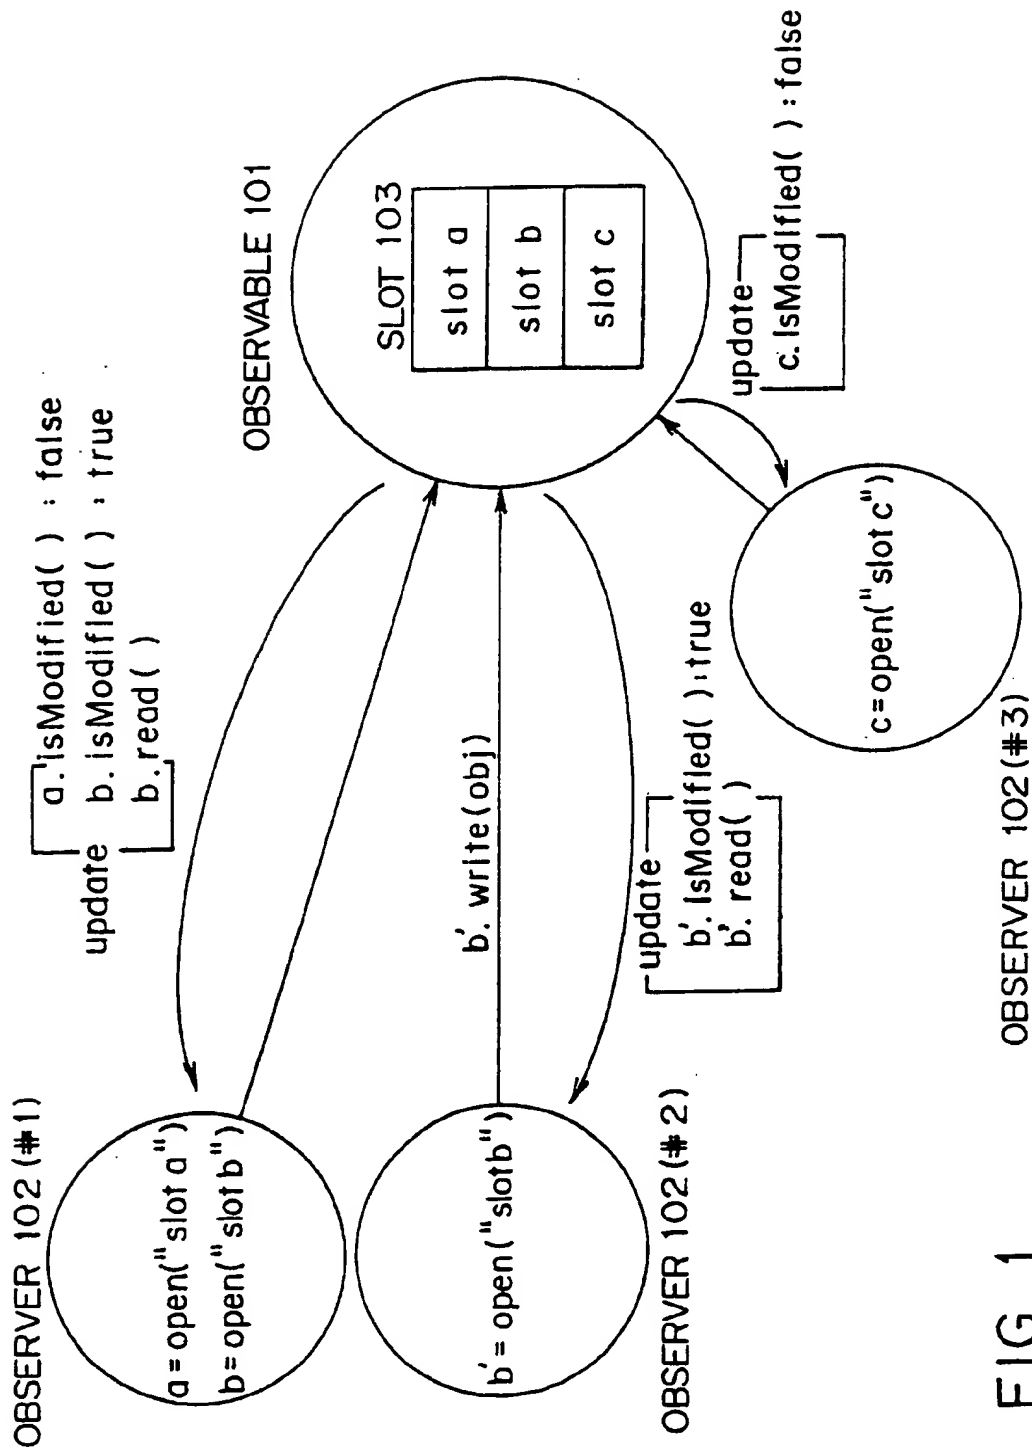 OBSERVER 102(#1)
a=open("slot a")
b=open("slot b")
update
a.isModified( ) : false
b.isModified( ) : true
b.read( )
OBSERVABLE 101
SLOT 103
slot a
slot b
slot c
b'=open("slotb")
OBSERVER 102(#2)
b'. write(obj)
update
b'.IsModified( ):true
b'.read( )
c=open("slot c")
OBSERVER 102(#3)
update
c.IsModified( ) : false
FIG. 1